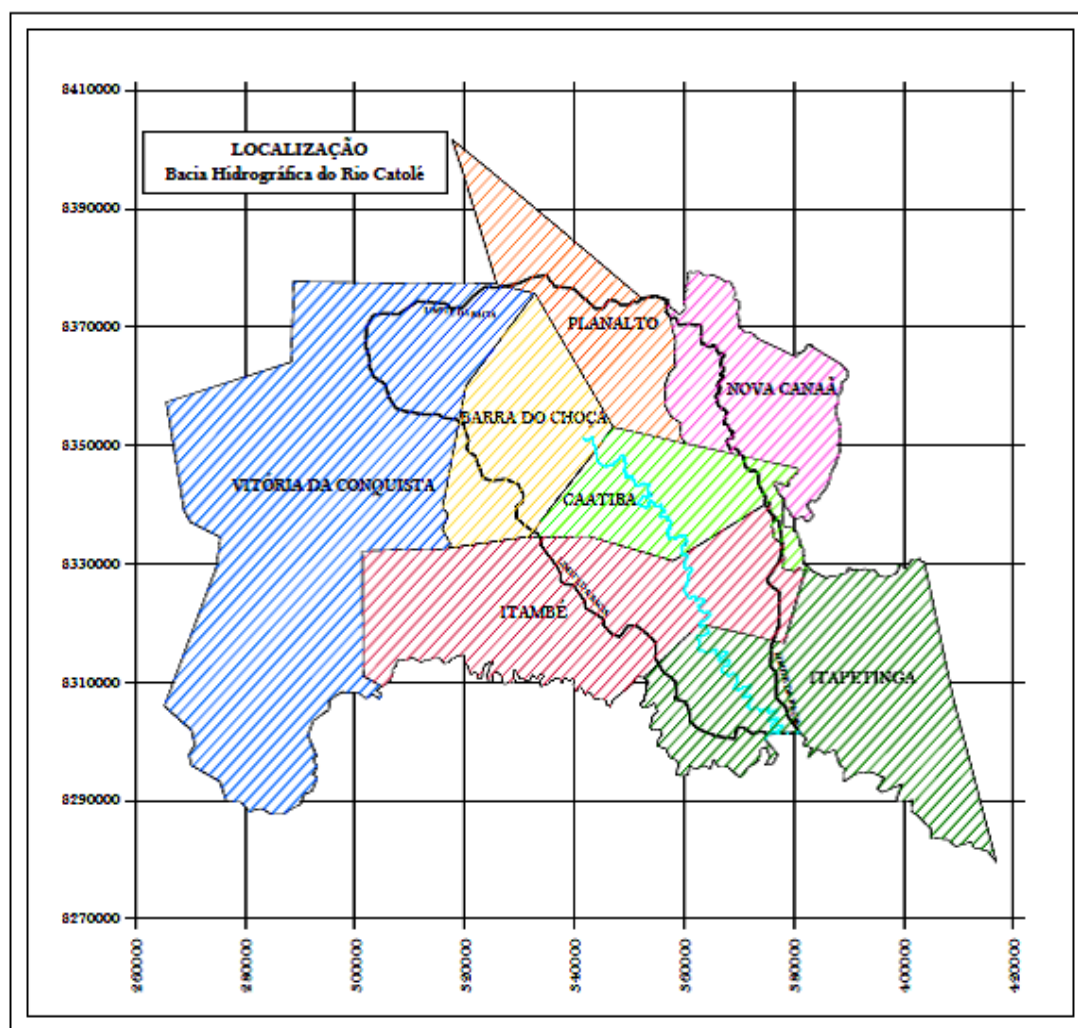 8410000
LOCALIZAÇÃO
Bacia Hidrográfica do Rio Catolé
8390000
8370000
PLANALTO
NOVA CANAÃ
BARRA DO CHOÇA
8350000
VITÓRIA DA CONQUISTA
CAATIBA
8330000
ITAMBÉ
ITAPETINGA
8310000
8290000
8270000
260000
280000
300000
320000
340000
360000
380000
400000
420000